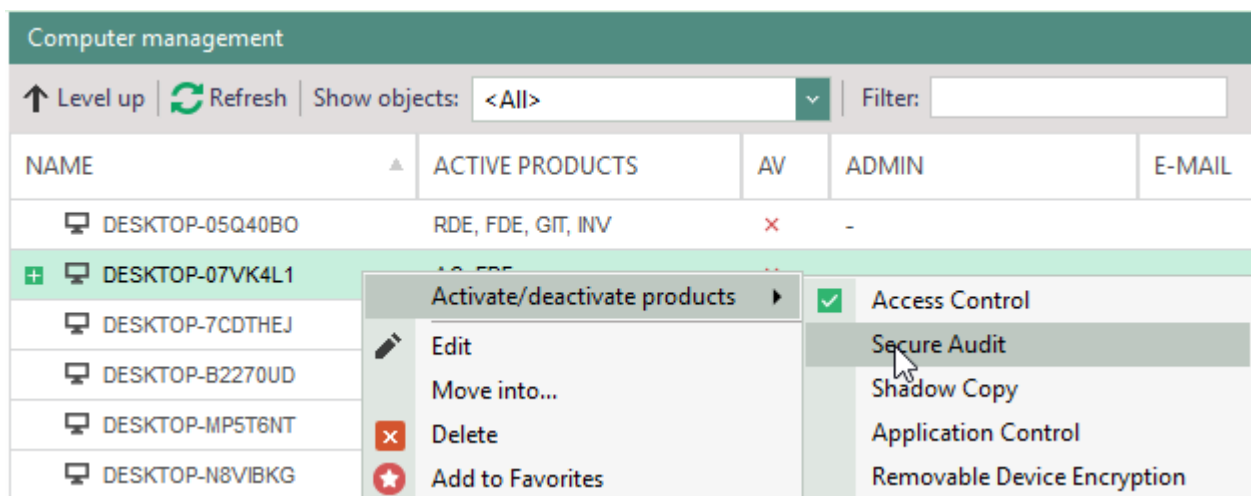 Computer management
Level up Refresh Show objects: <All> Filter:
NAME ACTIVE PRODUCTS AV ADMIN E-MAIL
DESKTOP-05Q40BO RDE, FDE, GIT, INV × -
DESKTOP-07VK4L1
Activate/deactivate products Access Control
DESKTOP-7CDTHEJ
Edit Secure Audit
DESKTOP-B2270UD
Move into... Shadow Copy
DESKTOP-MP5T6NT
Delete Application Control
DESKTOP-N8VIBKG
Add to Favorites Removable Device Encryption